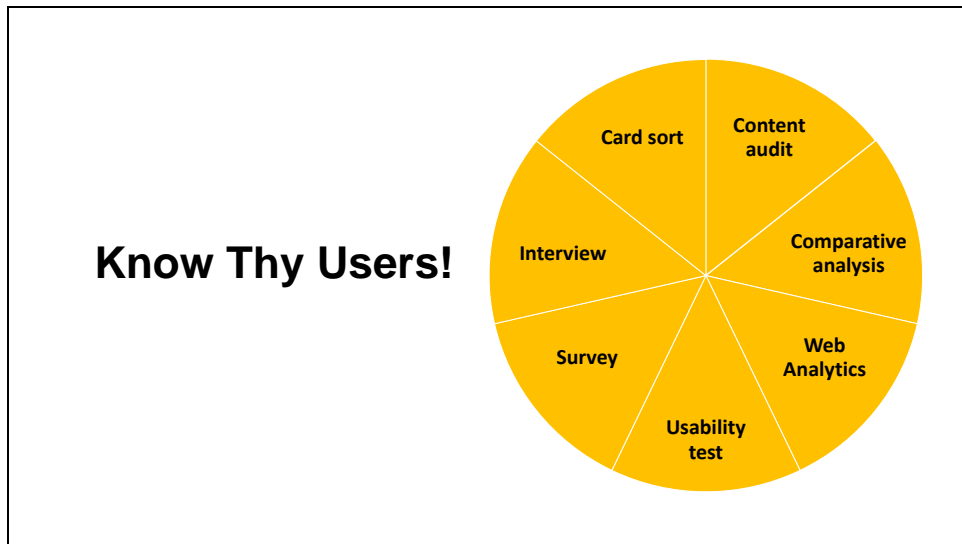 Know Thy Users!
Card sort
Content
audit
Comparative
analysis
Web
Analytics
Usability
test
Survey
Interview